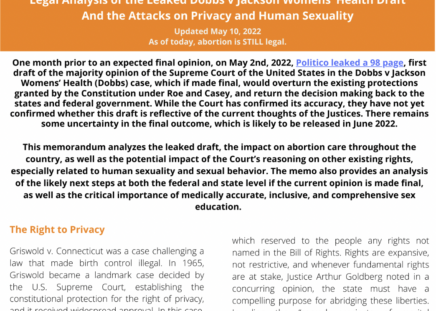 Legal Analysis of the Leaked Dobbs v Jackson Womens' Health Draft
And the Attacks on Privacy and Human Sexuality
Updated May 10, 2022
As of today, abortion is STILL legal.
One month prior to an expected final opinion, on May 2nd, 2022, Politico leaked a 98 page, first
draft of the majority opinion of the Supreme Court of the United States in the Dobbs v Jackson
Womens' Health (Dobbs) case, which if made final, would overturn the existing protections
granted by the Constitution under Roe and Casey, and return the decision making back to the
states and federal government. While the Court has confirmed its accuracy, they have not yet
confirmed whether this draft is reflective of the current thoughts of the Justices. There remains
some uncertainty in the final outcome, which is likely to be released in June 2022.
This memorandum analyzes the leaked draft, the impact on abortion care throughout the
country, as well as the potential impact of the Court's reasoning on other existing rights,
especially related to human sexuality and sexual behavior. The memo also provides an analysis
of the likely next steps at both the federal and state level if the current opinion is made final,
as well as the critical importance of medically accurate, inclusive, and comprehensive sex
education.
The Right to Privacy
Griswold v. Connecticut was a case challenging a
law that made birth control illegal. In 1965,
Griswold became a landmark case decided by
the U.S. Supreme Court, establishing the
constitutional protection for the right of privacy,
and it received widespread approval. In this case,
which reserved to the people any rights not
named in the Bill of Rights. Rights are expansive,
not restrictive, and whenever fundamental rights
are at stake, Justice Arthur Goldberg noted in a
concurring opinion, the state must have a
compelling purpose for abridging these liberties.